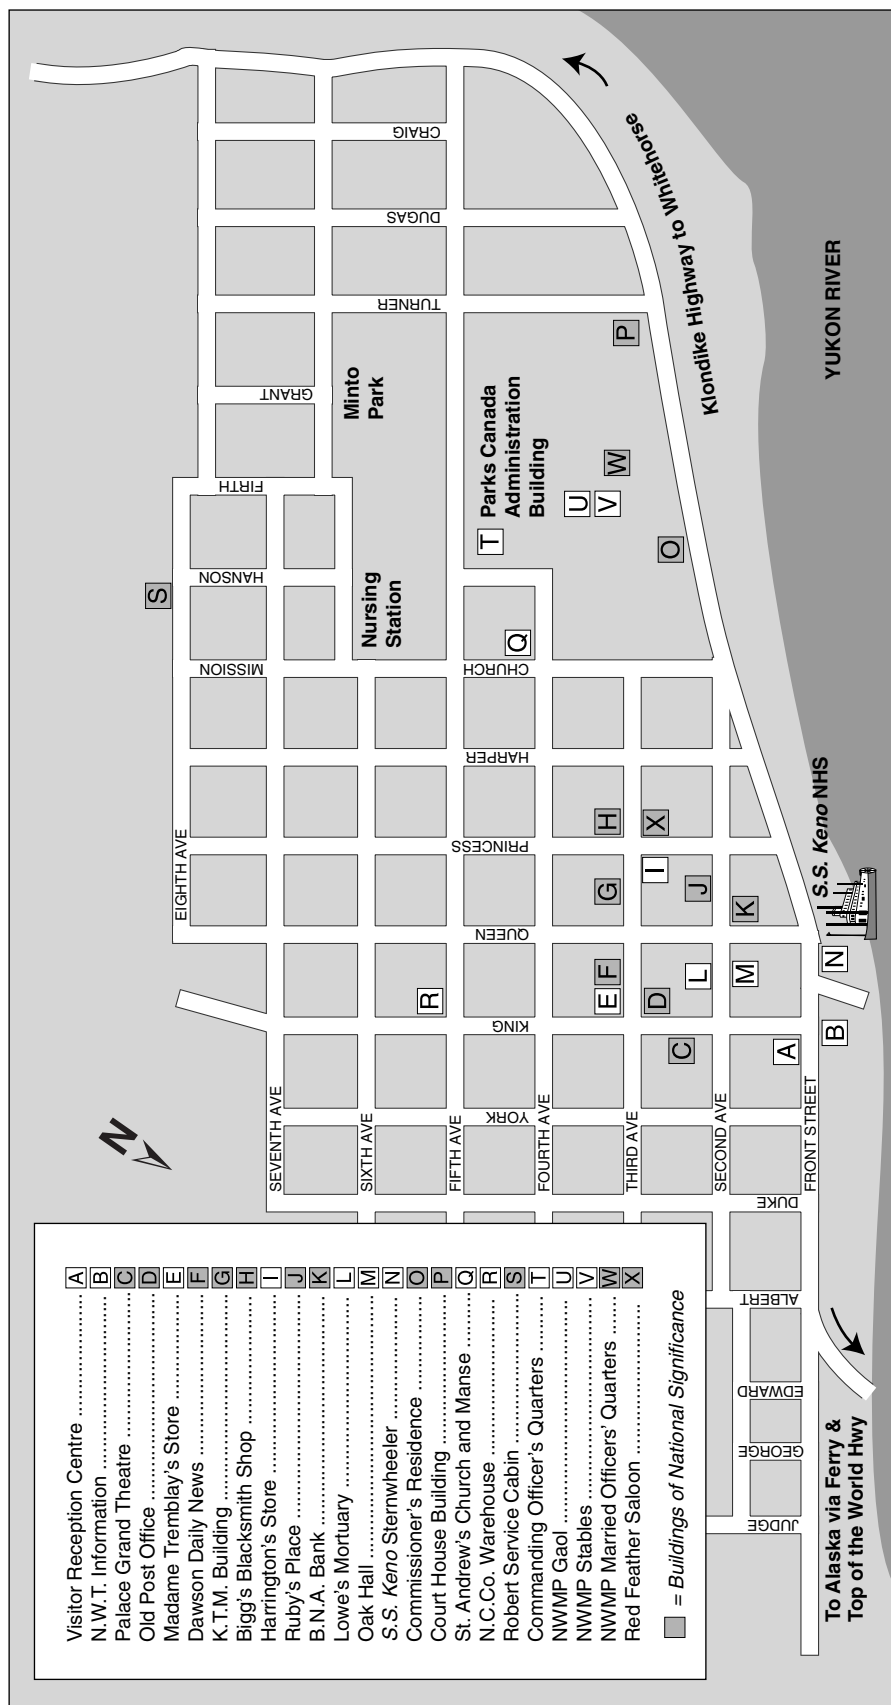 Visitor Reception Centre ........................ A
N.W.T. Information ................................. B
Palace Grand Theatre ............................ C
Old Post Office ....................................... D
Madame Tremblay's Store ..................... E
Dawson Daily News ............................... F
K.T.M. Building ....................................... G
Bigg's Blacksmith Shop .......................... H
Harrington's Store ................................... I
Ruby's Place .......................................... J
B.N.A. Bank ............................................ K
Lowe's Mortuary ..................................... L
Oak Hall .................................................. M
S.S. Keno Sternwheeler ......................... N
Commissioner's Residence .................... O
Court House Building .............................. P
St. Andrew's Church and Manse ............ Q
N.C.Co. Warehouse ................................ R
Robert Service Cabin .............................. S
Commanding Officer's Quarters .............. T
NWMP Gaol ............................................ U
NWMP Stables ........................................ V
NWMP Married Officers' Quarters .......... W
Red Feather Saloon ................................ X
= Buildings of National Significance
N
EIGHTH AVE
SEVENTH AVE
SIXTH AVE
FIFTH AVE
FOURTH AVE
THIRD AVE
SECOND AVE
FRONT STREET
JUDGE
GEORGE
EDWARD
ALBERT
DUKE
YORK
KING
QUEEN
PRINCESS
HARPER
CHURCH
MISSION
HANSON
FIRTH
GRANT
TURNER
DUGAS
CRAIG
S
R
Q
T
U
V
W
P
O
H
X
G
I
J
K
E
F
D
L
M
C
A
B
N
Nursing
Station
Minto
Park
Parks Canada
Administration
Building
S.S. Keno NHS
Klondike Highway to Whitehorse
YUKON RIVER
To Alaska via Ferry &
Top of the World Hwy